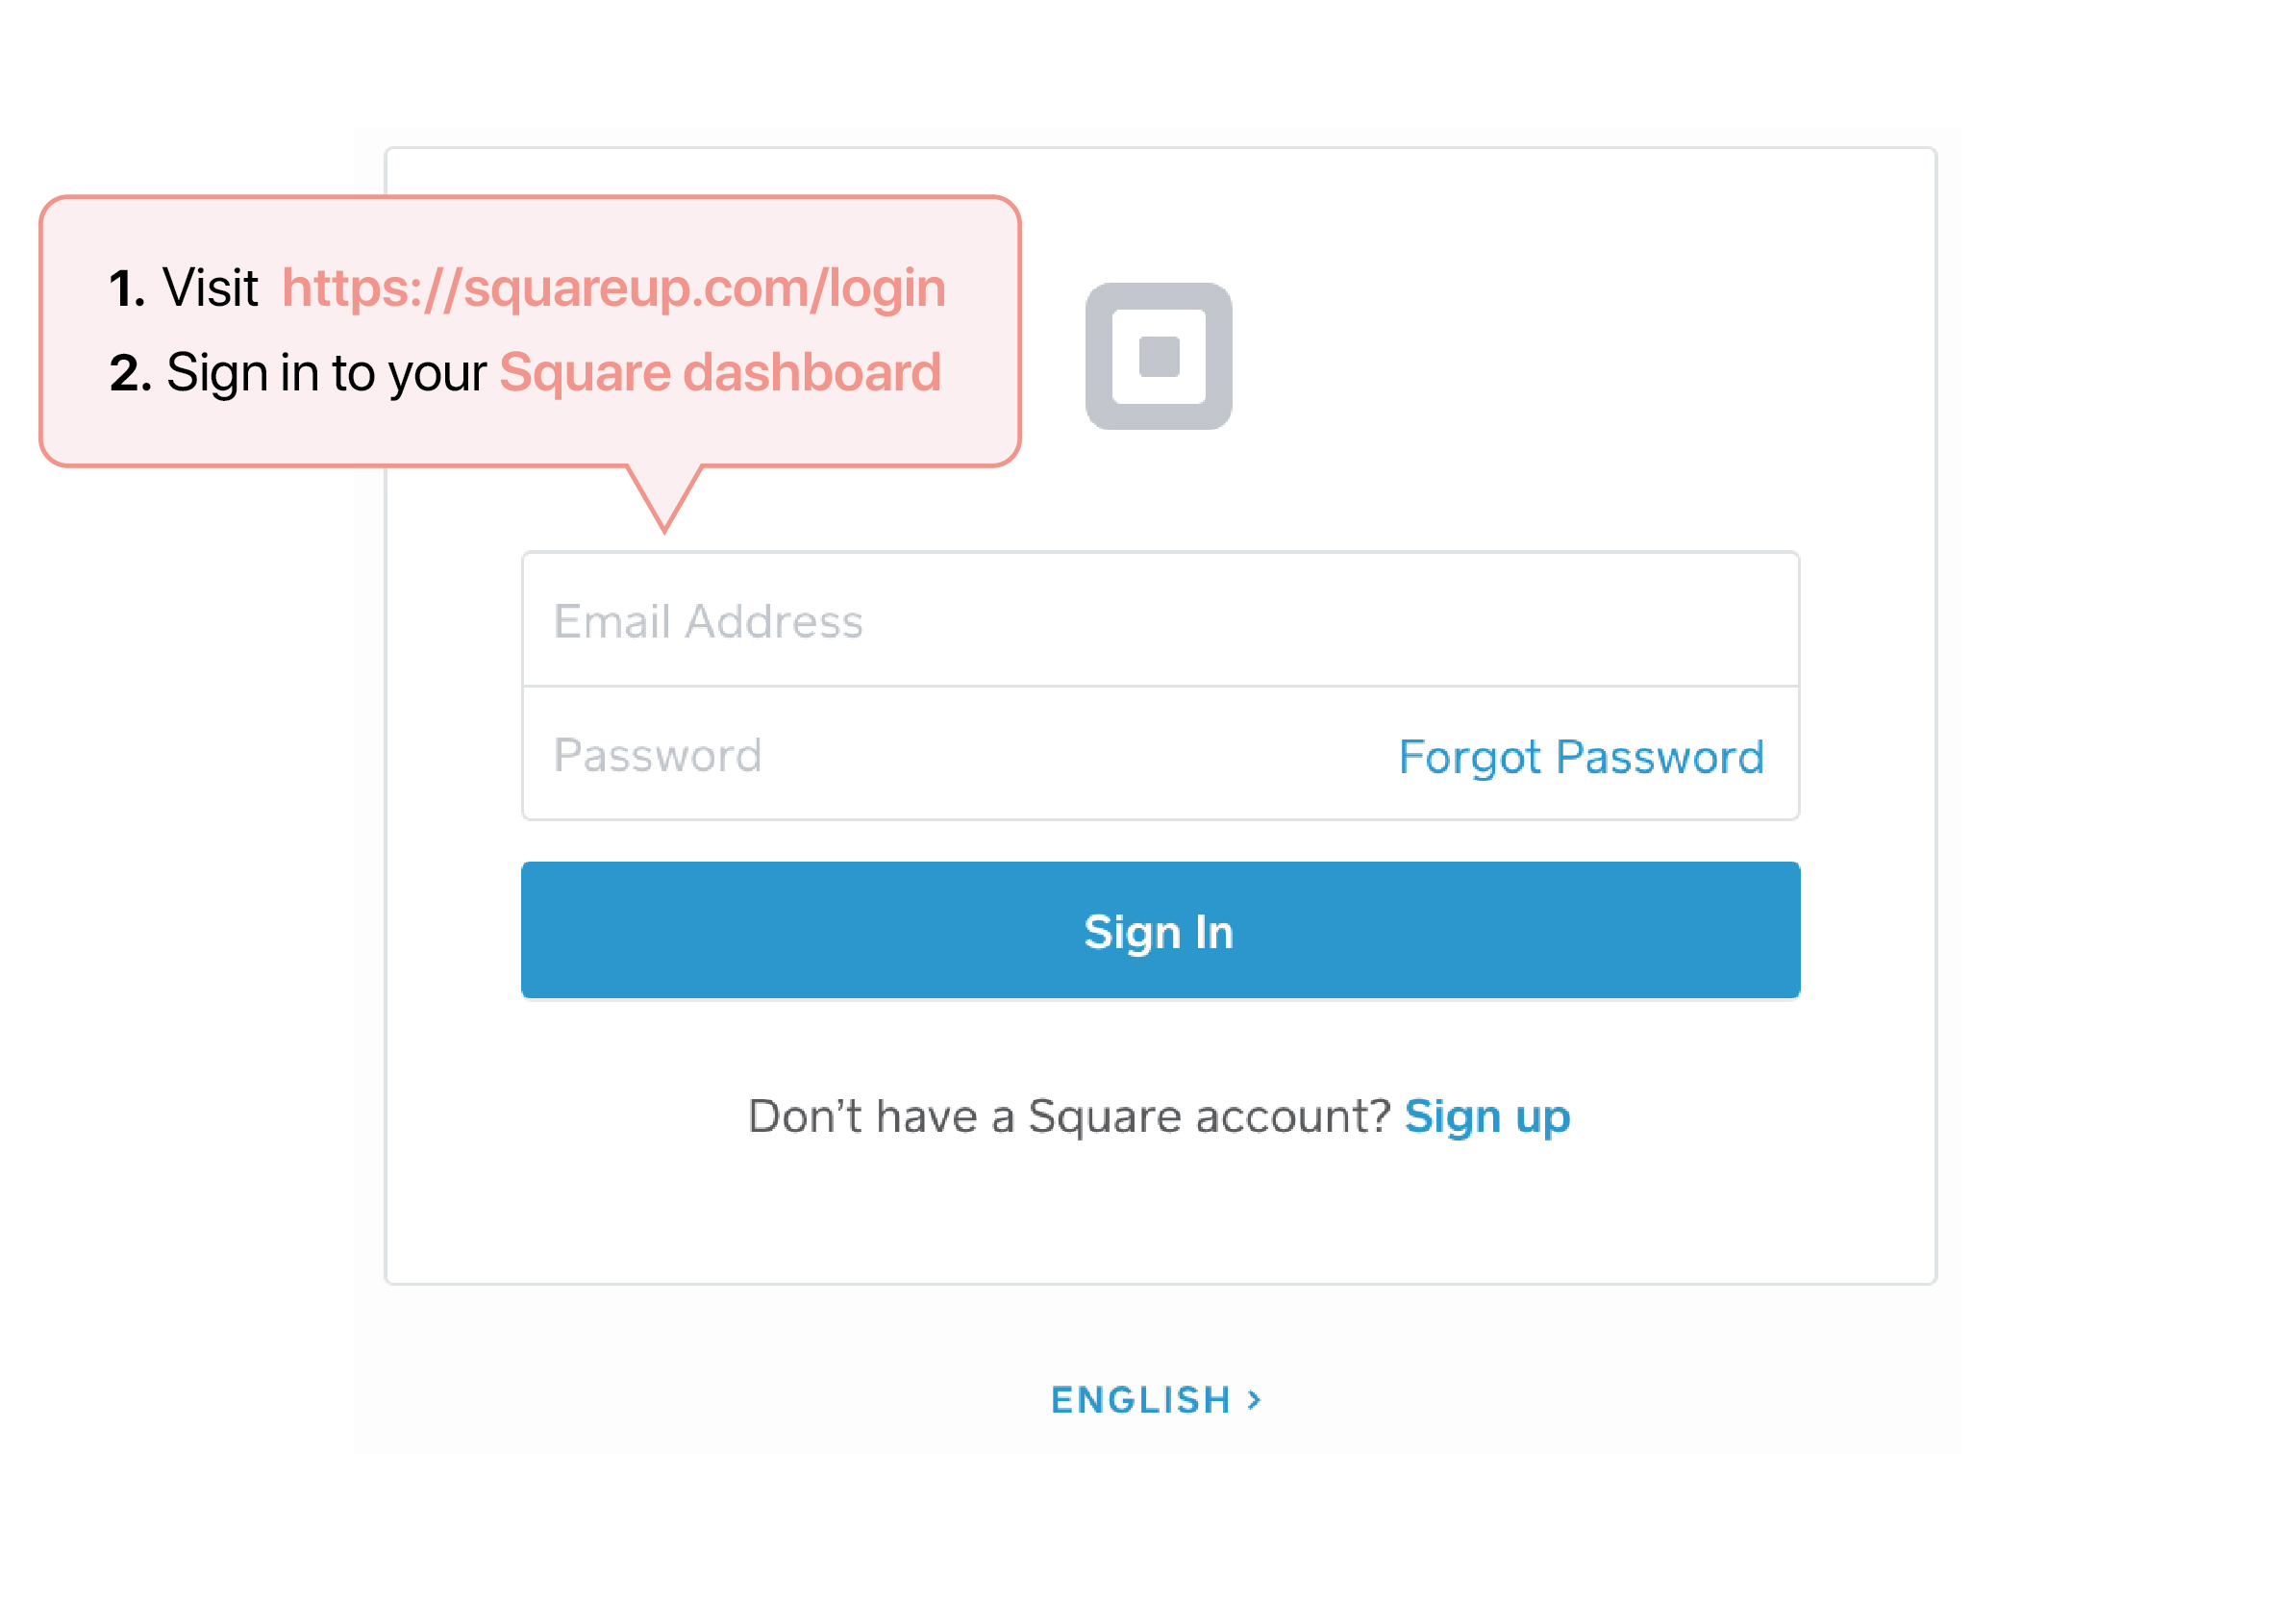 1. Visit https://squareup.com/login
2. Sign in to your Square dashboard
Email Address
Password Forgot Password
Sign In
Don’t have a Square account? Sign up
ENGLISH >